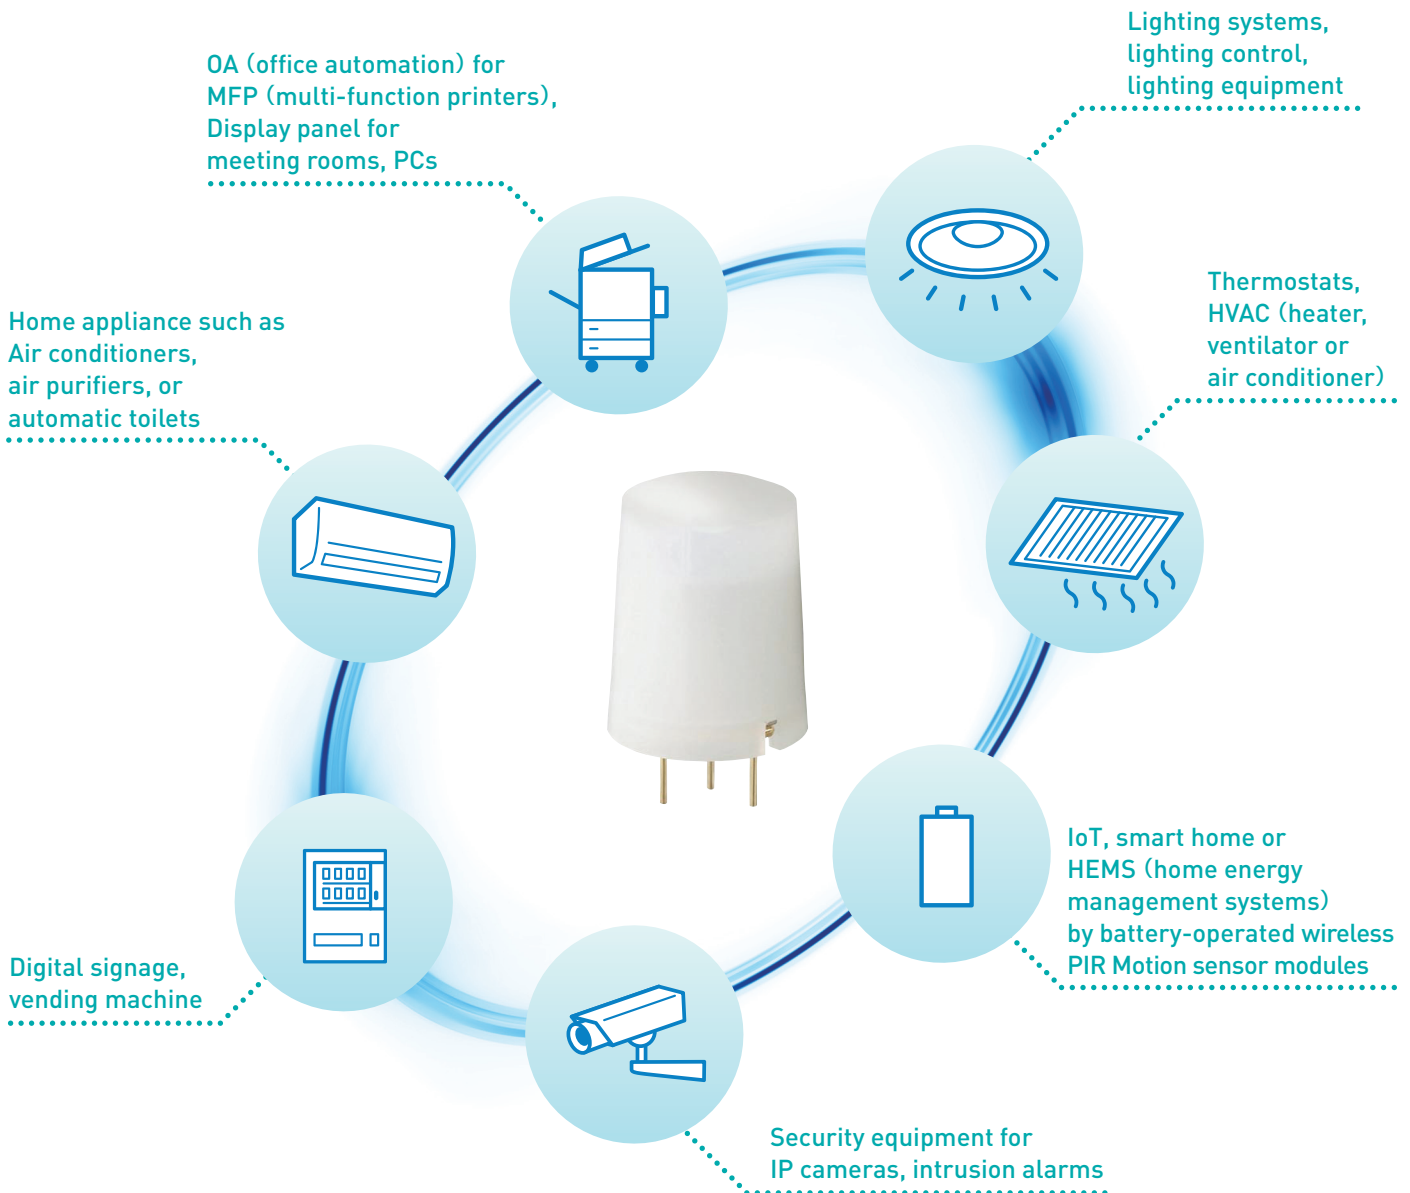 OA (office automation) for
MFP (multi-function printers),
Display panel for
meeting rooms, PCs
Lighting systems,
lighting control,
lighting equipment
Thermostats,
HVAC (heater,
ventilator or
air conditioner)
Home appliance such as
Air conditioners,
air purifiers, or
automatic toilets
IoT, smart home or
HEMS (home energy
management systems)
by battery-operated wireless
PIR Motion sensor modules
Digital signage,
vending machine
Security equipment for
IP cameras, intrusion alarms